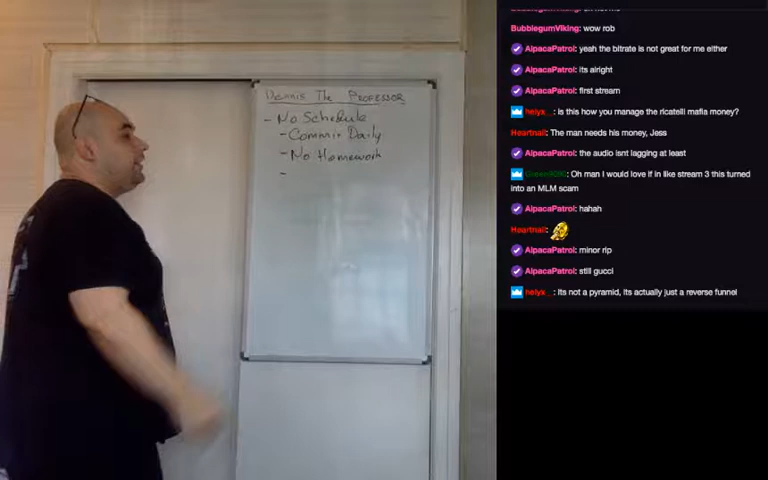 Dennis The Professor
- No Schedule
- Commit Daily
- No Homework
-
BubblegumViking: wow rob
AlpacaPatrol: yeah the bitrate is not great for me either
AlpacaPatrol: its alright
AlpacaPatrol: first stream
helyx_: is this how you manage the ricatelli mafia money?
Heartnail: The man needs his money, Jess
AlpacaPatrol: the audio isnt lagging at least
: Oh man I would love if in like stream 3 this turned
into an MLM scam
AlpacaPatrol: hahah
Heartnail:
AlpacaPatrol: minor rip
AlpacaPatrol: still gucci
helyx_: its not a pyramid, its actually just a reverse funnel